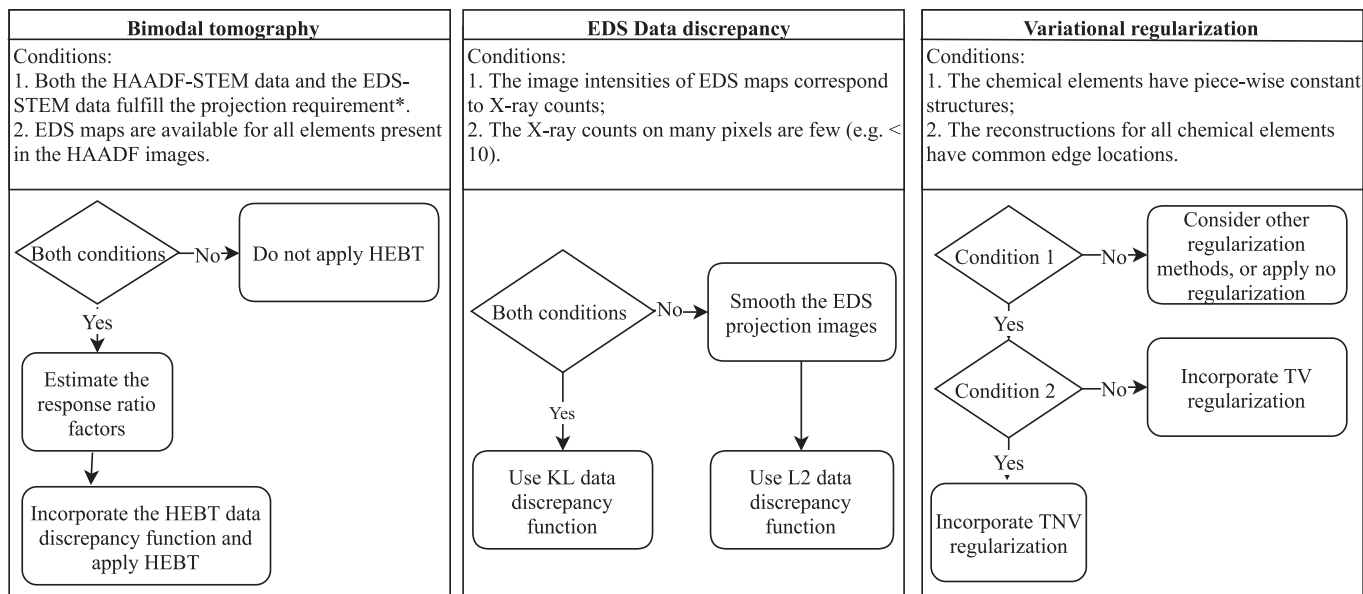 Bimodal tomography
Conditions:
1. Both the HAADF-STEM data and the EDS-
STEM data fulfill the projection requirement*.
2. EDS maps are available for all elements present
in the HAADF images.
Both conditions
No
Do not apply HEBT
Yes
Estimate the
response ratio
factors
Incorporate the HEBT data
discrepancy function and
apply HEBT
EDS Data discrepancy
Conditions:
1. The image intensities of EDS maps correspond
to X-ray counts;
2. The X-ray counts on many pixels are few (e.g. <
10).
Both conditions
No
Smooth the EDS
projection images
Yes
Use KL data
discrepancy
function
Use L2 data
discrepancy
function
Variational regularization
Conditions:
1. The chemical elements have piece-wise constant
structures;
2. The reconstructions for all chemical elements
have common edge locations.
Condition 1
No
Consider other
regularization
methods, or apply no
regularization
Yes
Condition 2
No
Incorporate TV
regularization
Yes
Incorporate TNV
regularization